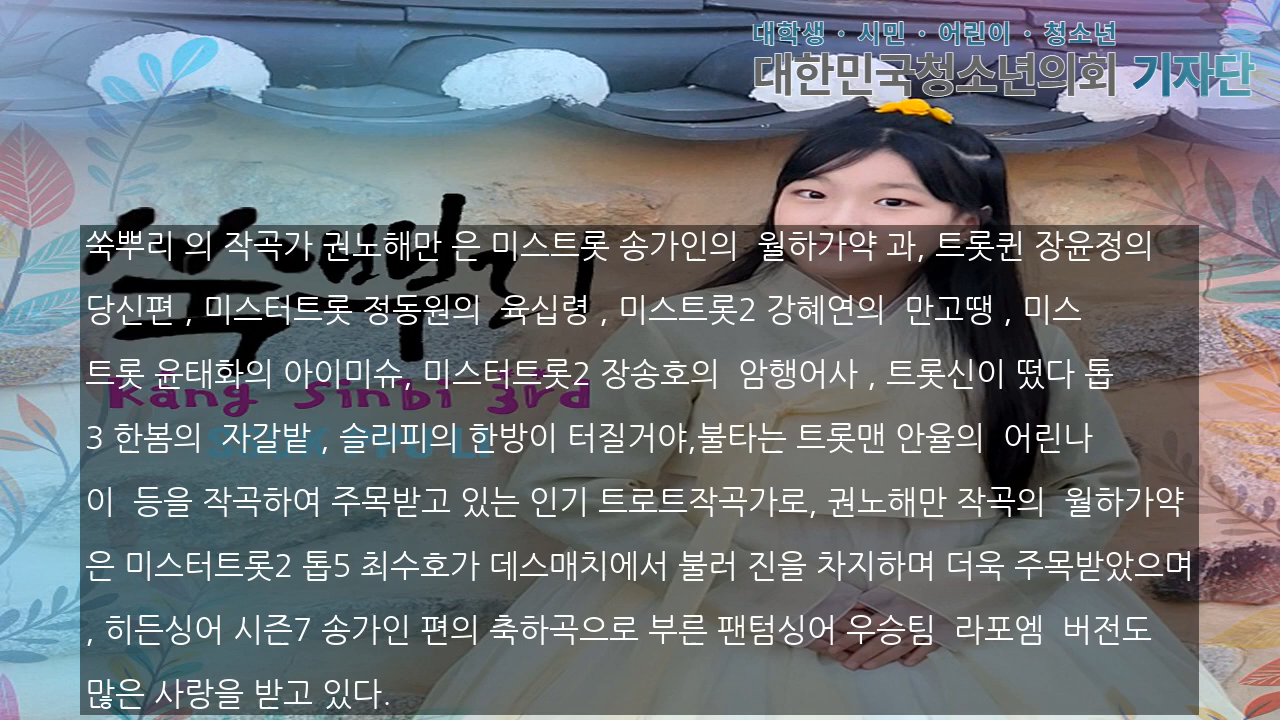 대학생 · 시민 · 어린이 · 청소년
대한민국청소년의회 기자단
쑥뿌리
Kang Sinbi 3rd
쑥뿌리 의 작곡가 권노해만 은 미스트롯 송가인의 월하가약 과, 트롯퀸 장윤정의
당신편 , 미스터트롯 정동원의 육십령 , 미스트롯2 강혜연의 만고땡 , 미스
트롯 윤태화의 아이미슈, 미스터트롯2 장송호의 암행어사 , 트롯신이 떴다 톱
3 한봄의 자갈밭 , 슬리피의 한방이 터질거야,불타는 트롯맨 안율의 어린나
이 등을 작곡하여 주목받고 있는 인기 트로트작곡가로, 권노해만 작곡의 월하가약
은 미스터트롯2 톱5 최수호가 데스매치에서 불러 진을 차지하며 더욱 주목받았으며
, 히든싱어 시즌7 송가인 편의 축하곡으로 부른 팬텀싱어 우승팀 라포엠 버전도
많은 사랑을 받고 있다.